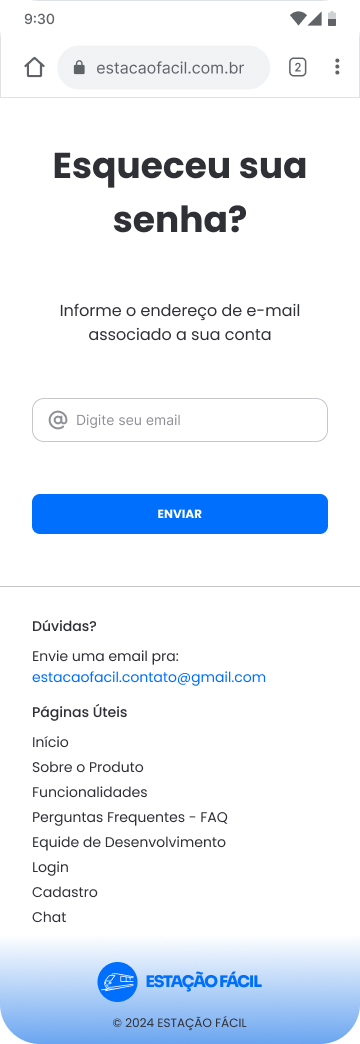 9:30
estacaofacil.com.br
2
Esqueceu sua
senha?
Informe o endereço de e-mail
associado a sua conta
@ Digite seu email
ENVIAR
Dúvidas?
Envie uma email pra:
estacaofacil.contato@gmail.com
Páginas Úteis
Início
Sobre o Produto
Funcionalidades
Perguntas Frequentes - FAQ
Equide de Desenvolvimento
Login
Cadastro
Chat
ESTAÇÃO FÁCIL
© 2024 ESTAÇÃO FÁCIL